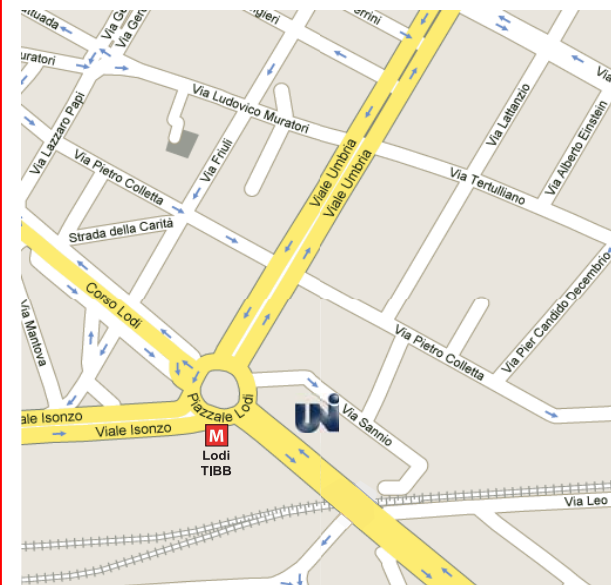 Via Lazzaro Papi
Via Ludovico Muratori
Via Friuli
Viale Umbria
Viale Umbria
Via Lattanzio
Via Alberto Einstein
Via Tertulliano
Via Pietro Colletta
Strada della Carità
Corso Lodi
Via Mantova
Via Pier Candido Decembrio
Via Pietro Colletta
Piazzale Lodi
UNI
Via Sannio
ale Isonzo
Viale Isonzo
M
Lodi
TIBB
Via Leo